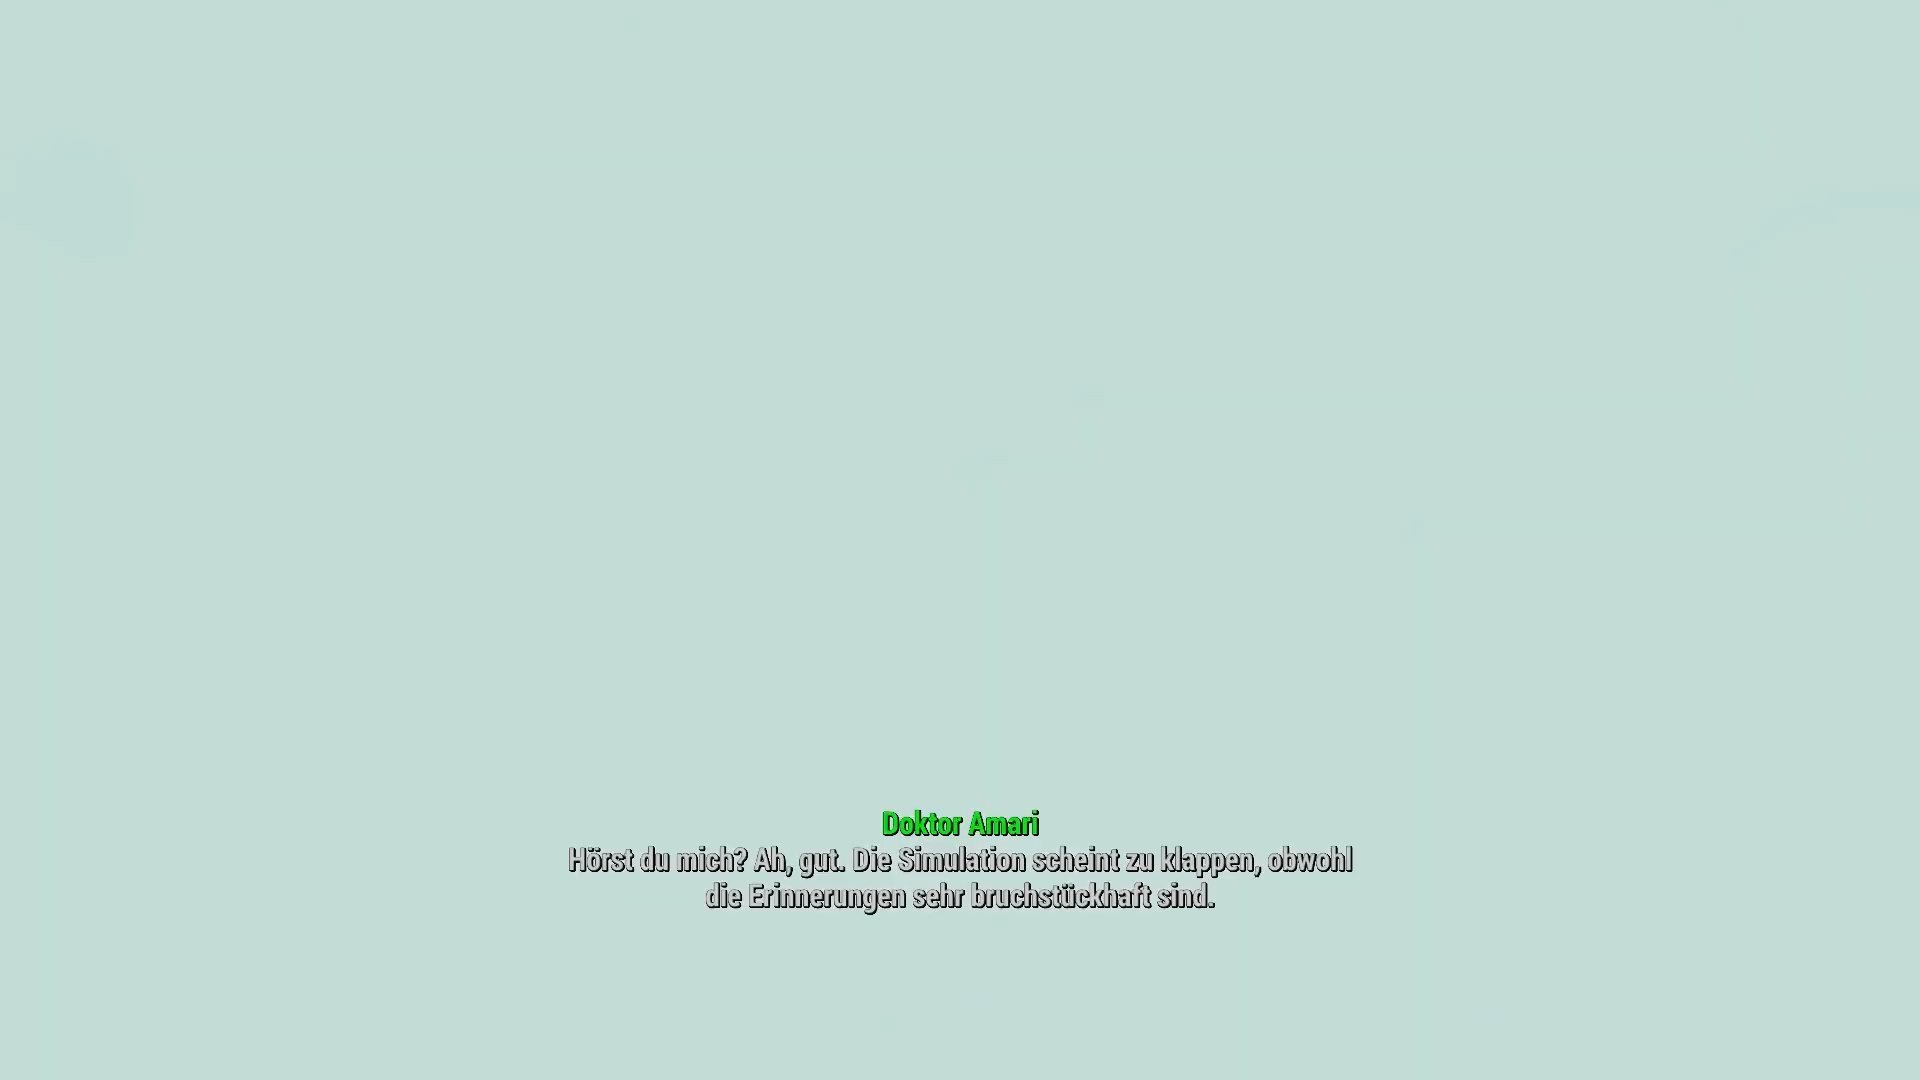 Doktor Amari
Hörst du mich? Ah, gut. Die Simulation scheint zu klappen, obwohl
die Erinnerungen sehr bruchstückhaft sind.